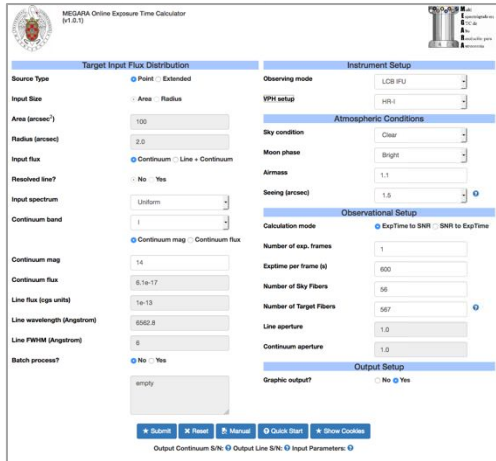 MEGARA Online Exposure Time Calculator
(v1.0.1)
Target Input Flux Distribution
Source Type Point Extended
Input Size Area Radius
Area (arcsec²) 100
Radius (arcsec) 2.0
Input flux Continuum Line + Continuum
Resolved line? No Yes
Input spectrum Uniform
Continuum band I
Continuum mag Continuum flux
Continuum mag 14
Continuum flux 6.1e-17
Line flux (cgs units) 1e-13
Line wavelength (Angstrom) 6562.8
Line FWHM (Angstrom) 6
Batch process? No Yes
empty
Instrument Setup
Observing mode LCB IFU
VPH setup HR-I
Atmospheric Conditions
Sky condition Clear
Moon phase Bright
Airmass 1.1
Seeing (arcsec) 1.5
Observational Setup
Calculation mode ExpTime to SNR SNR to ExpTime
Number of exp. frames 1
Exptime per frame (s) 600
Number of Sky Fibers 56
Number of Target Fibers 567
Line aperture 1.0
Continuum aperture 1.0
Output Setup
Graphic output? No Yes
Submit Reset Manual Quick Start Show Cookies
Output Continuum S/N: Output Line S/N: Input Parameters: